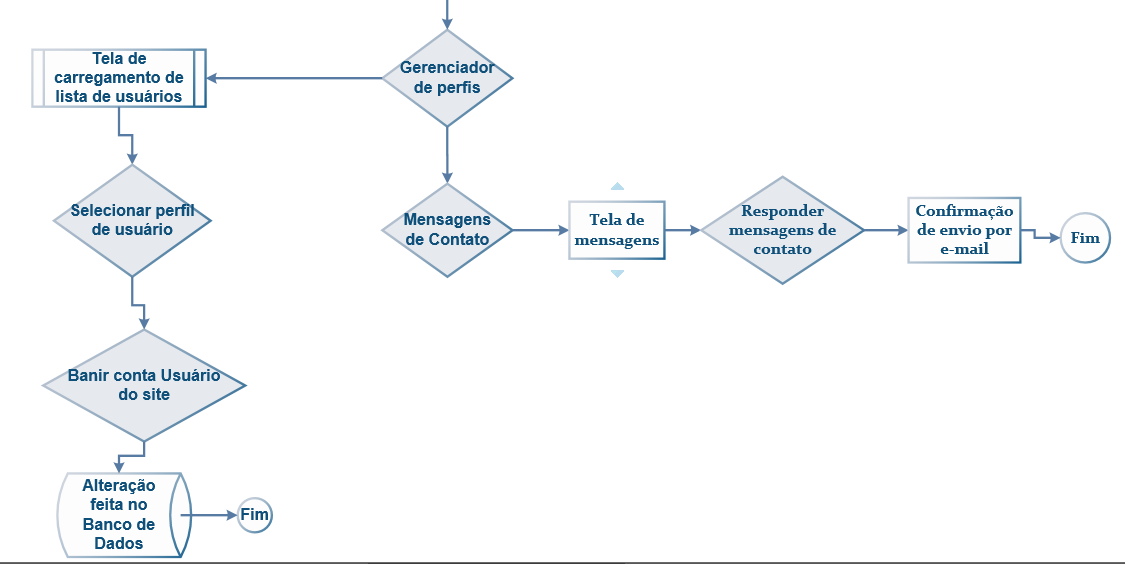 Gerenciador
de perfis
Tela de
carregamento de
lista de usuários
Selecionar perfil
de usuário
Banir conta Usuário
do site
Alteração
feita no
Banco de
Dados
Fim
Mensagens
de Contato
Tela de
mensagens
Responder
mensagens de
contato
Confirmação
de envio por
e-mail
Fim